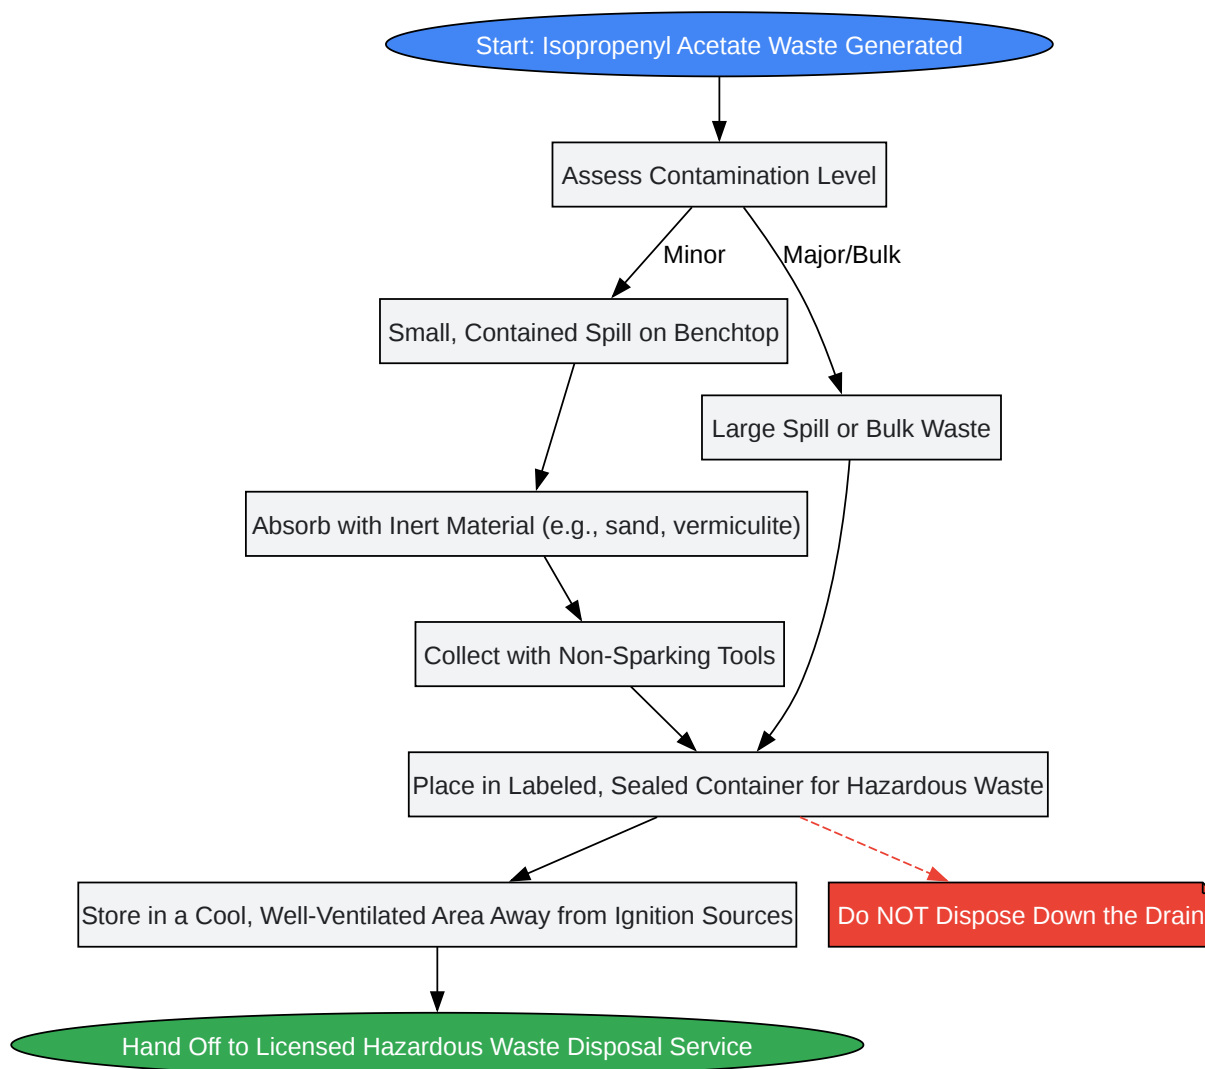 Start: Isopropenyl Acetate Waste Generated
Assess Contamination Level
Minor
Major/Bulk
Small, Contained Spill on Benchtop
Large Spill or Bulk Waste
Absorb with Inert Material (e.g., sand, vermiculite)
Collect with Non-Sparking Tools
Place in Labeled, Sealed Container for Hazardous Waste
Store in a Cool, Well-Ventilated Area Away from Ignition Sources
Do NOT Dispose Down the Drain
Hand Off to Licensed Hazardous Waste Disposal Service